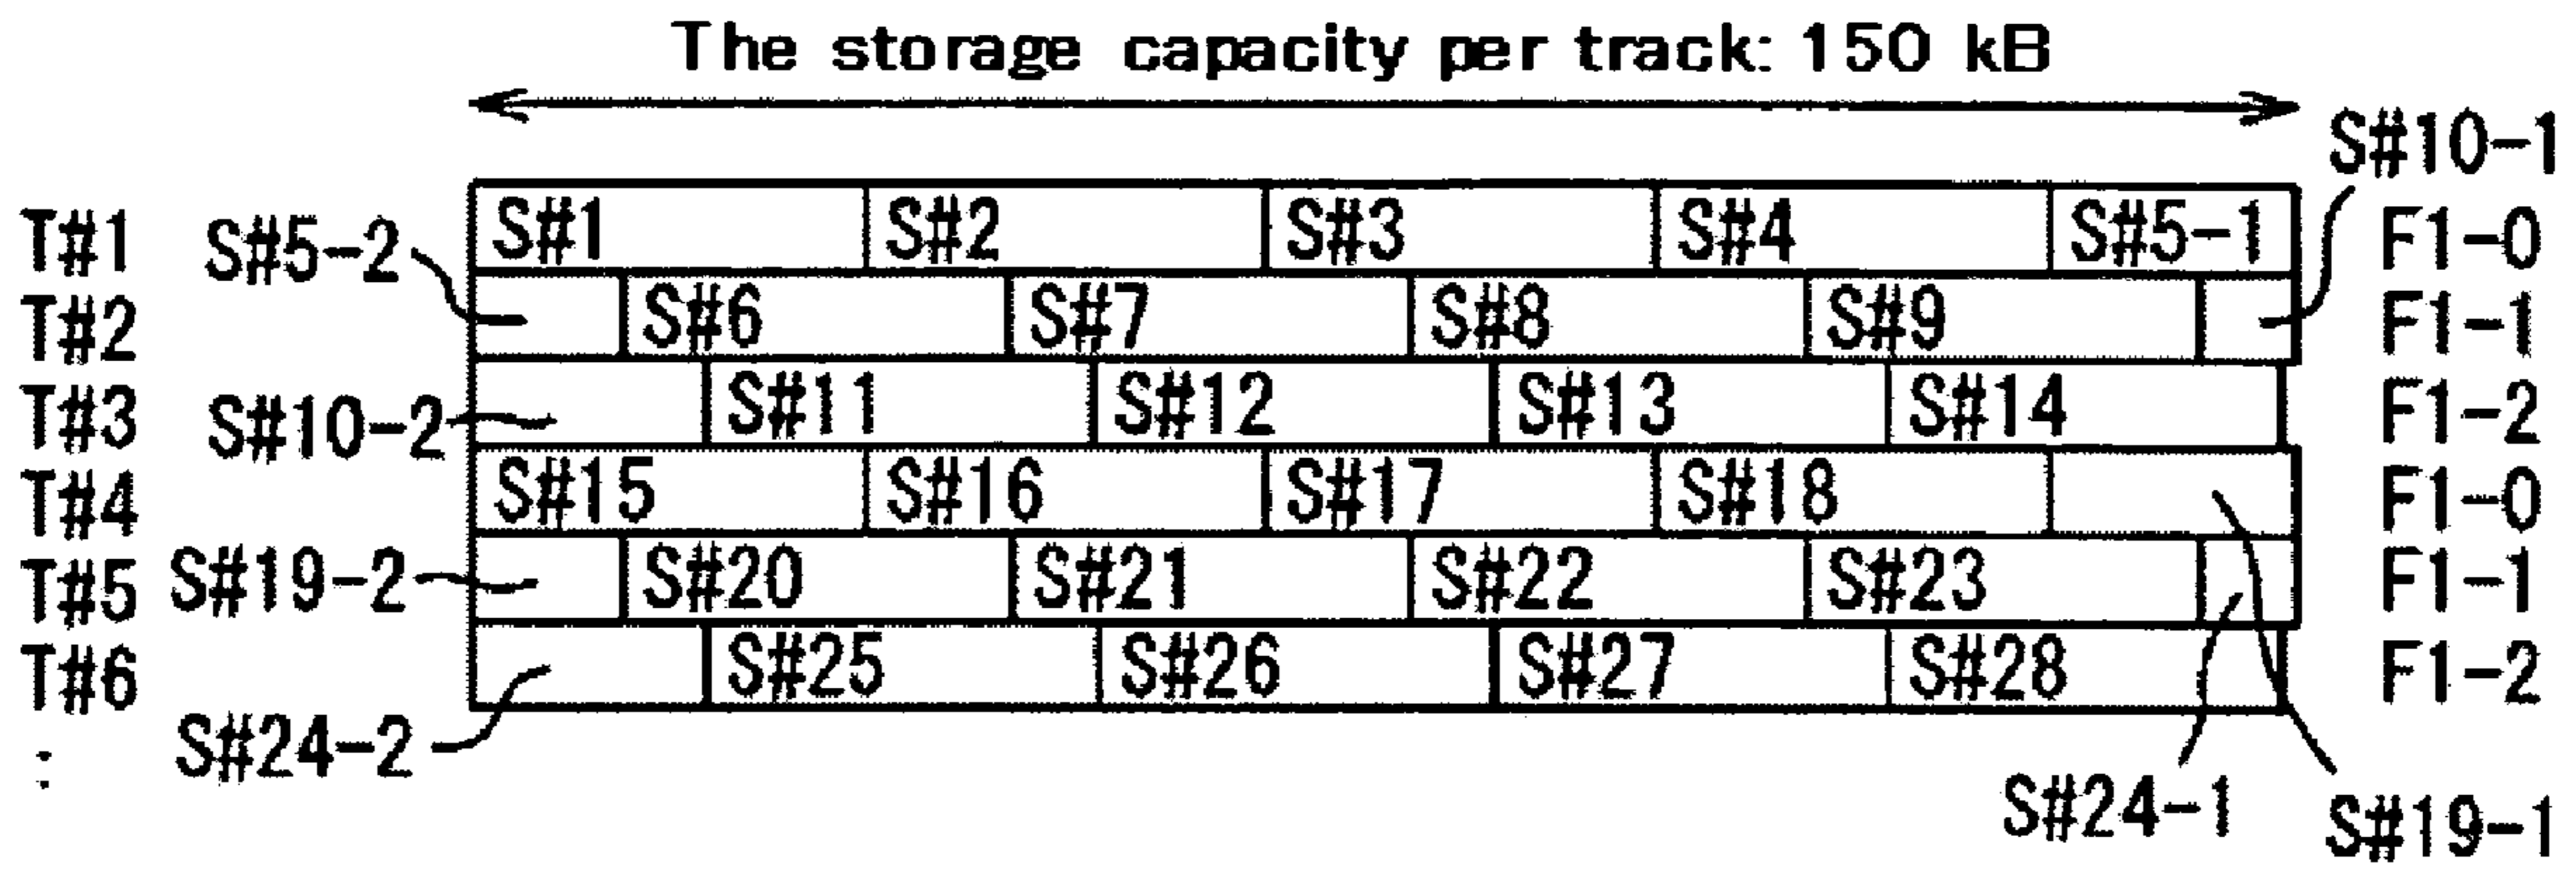 The storage capacity per track: 150 kB
S#10-1
T#1 S#5-2 S#1 S#2 S#3 S#4 S#5-1 F1-0
T#2 S#6 S#7 S#8 S#9 F1-1
T#3 S#10-2 S#11 S#12 S#13 S#14 F1-2
T#4 S#15 S#16 S#17 S#18 F1-0
T#5 S#19-2 S#20 S#21 S#22 S#23 F1-1
T#6 S#25 S#26 S#27 S#28 F1-2
: S#24-2
S#24-1 S#19-1